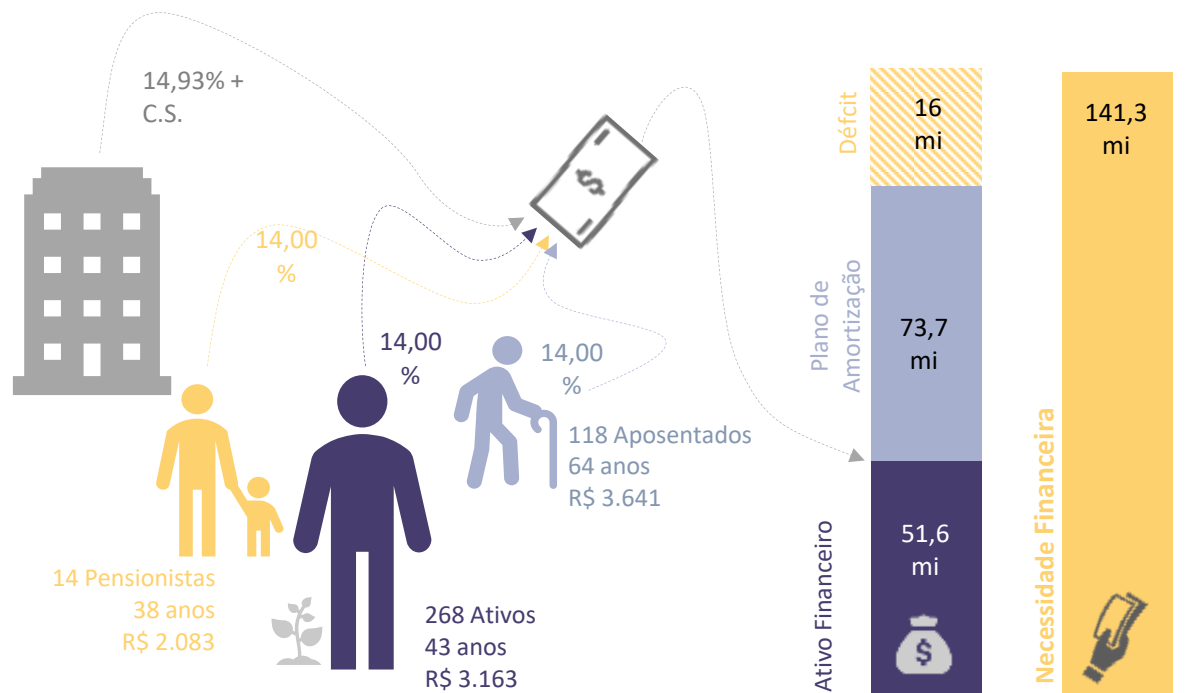 14,93% +
C.S.
14,00
%
14,00
%
14,00
%
14 Pensionistas
38 anos
R$ 2.083
268 Ativos
43 anos
R$ 3.163
118 Aposentados
64 anos
R$ 3.641
Défcit
16
mi
Plano de
Amortização
73,7
mi
Ativo Financeiro
51,6
mi
$
$
Necessidade Financeira
141,3
mi